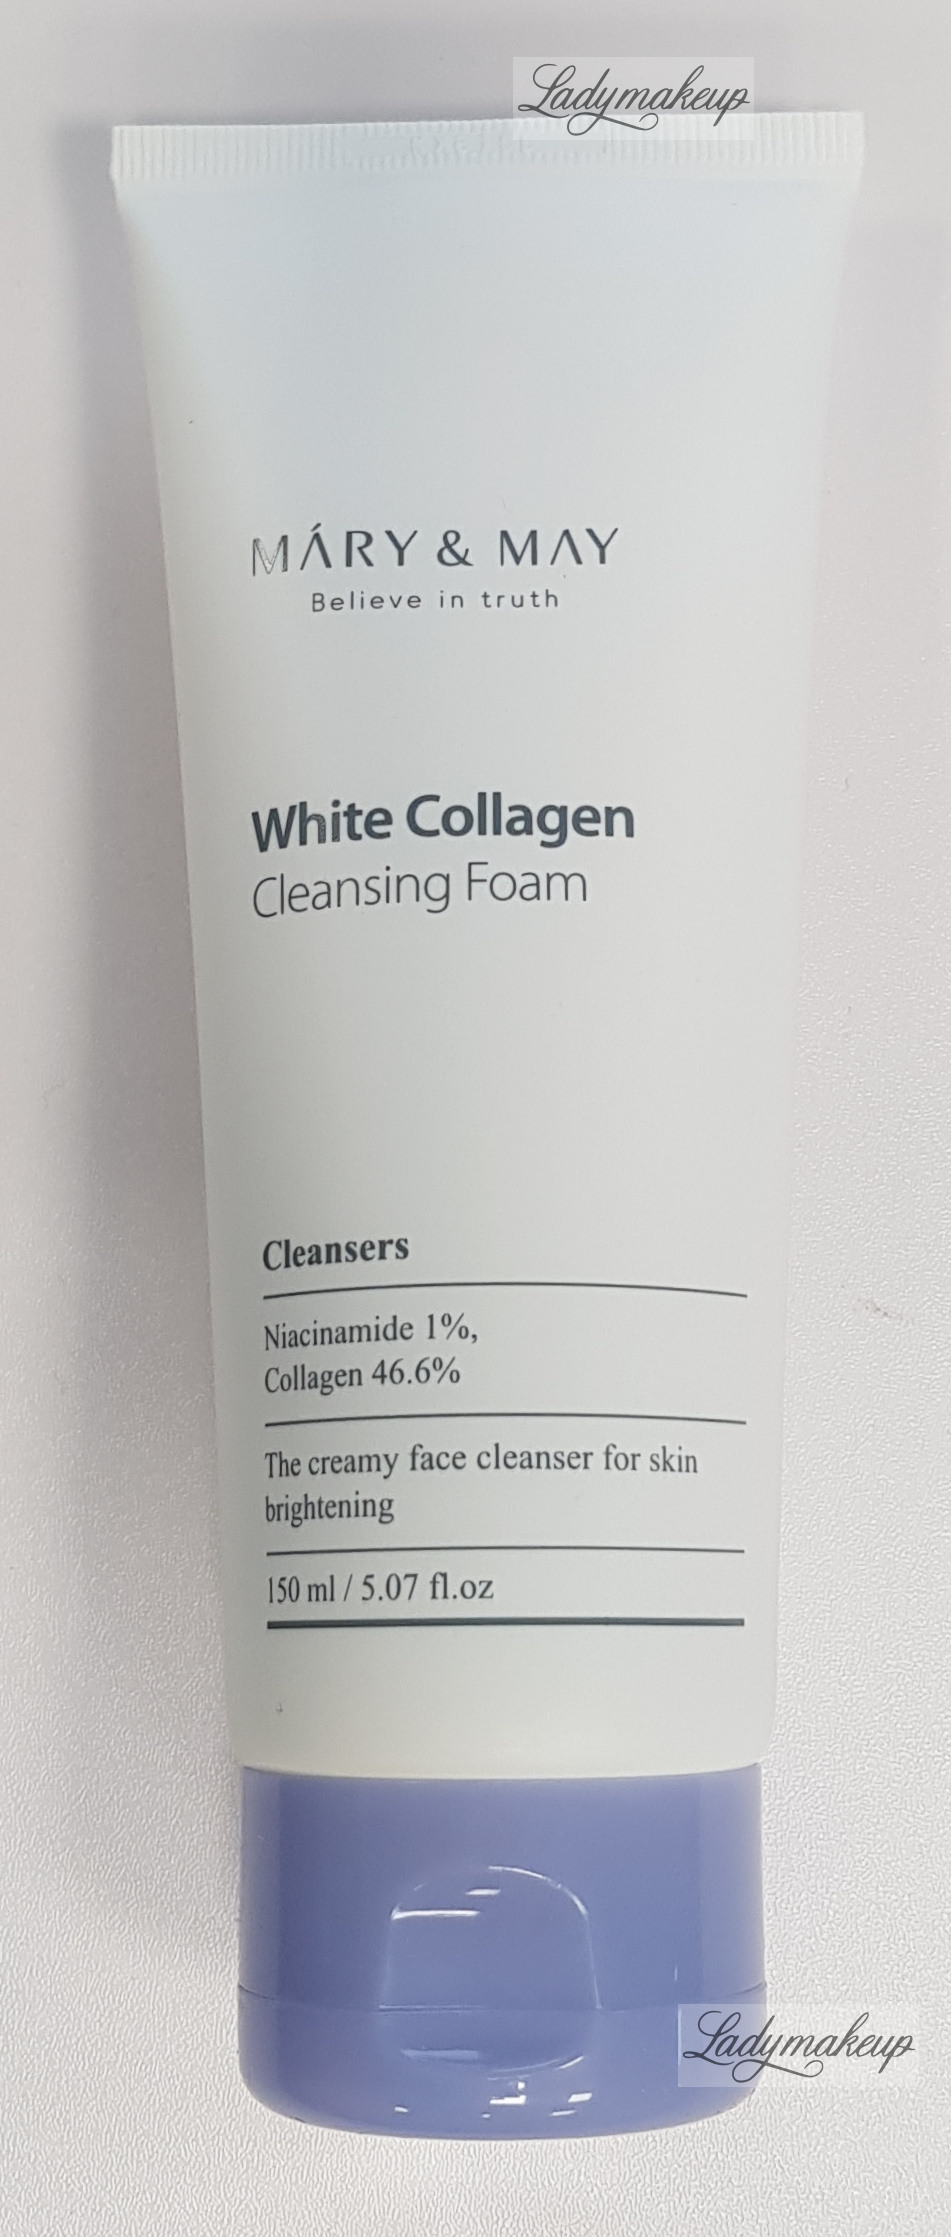 Ladymakeup
MÁRY & MAY
Believe in truth
White Collagen
Cleansing Foam
Cleansers
Niacinamide 1%,
Collagen 46.6%
The creamy face cleanser for skin
brightening
150 ml / 5.07 fl.oz
Ladymakeup